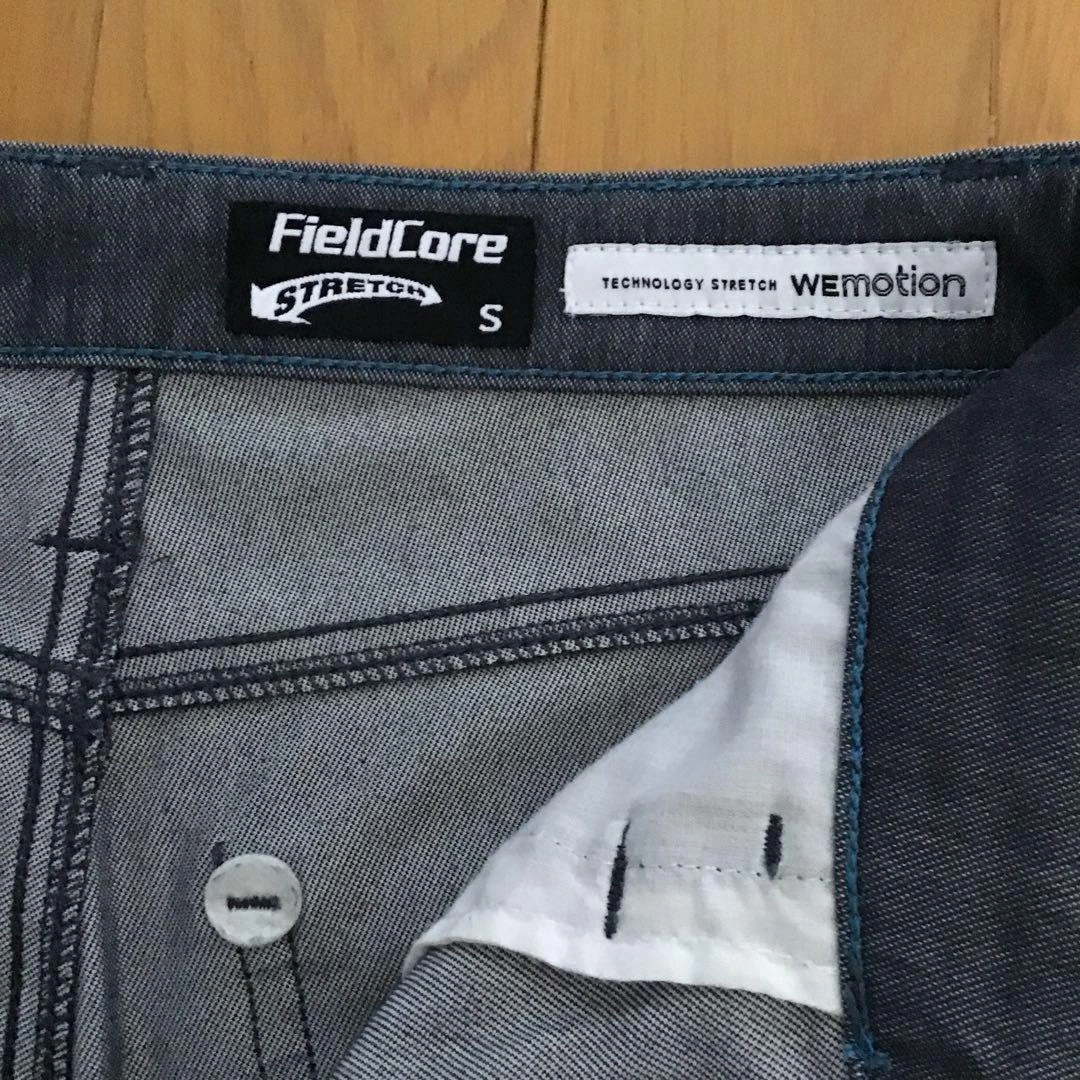 FieldCore
STRETCH
S
TECHNOLOGY STRETCH WEmotion